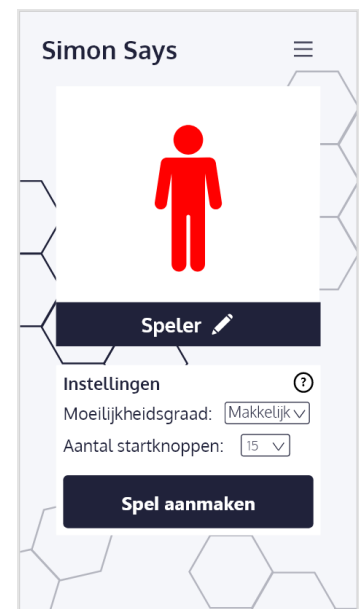 Simon Says
Speler
Instellingen ?
Moeilijkheidsgraad: Makkelijk
Aantal startknoppen: 15
Spel aanmaken